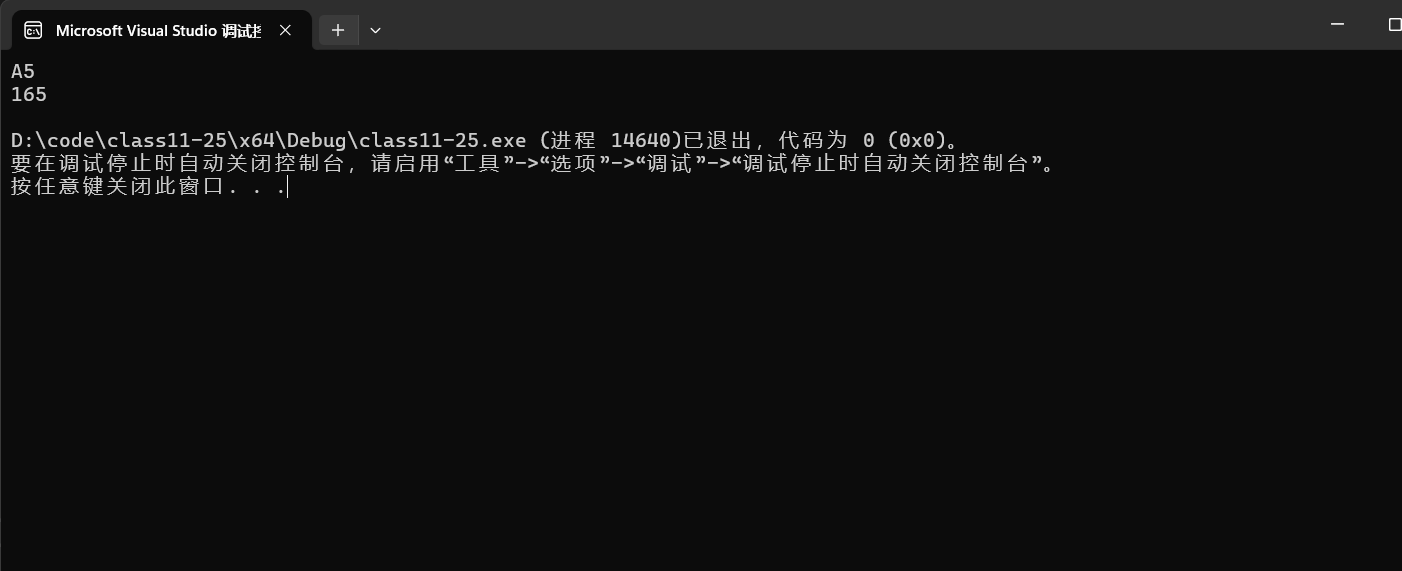 Microsoft Visual Studio 调试
A5
165
D:\code\class11-25\x64\Debug\class11-25.exe (进程 14640)已退出，代码为 0 (0x0)。
要在调试停止时自动关闭控制台，请启用“工具”->“选项”->“调试”->“调试停止时自动关闭控制台”。
按任意键关闭此窗口. . .